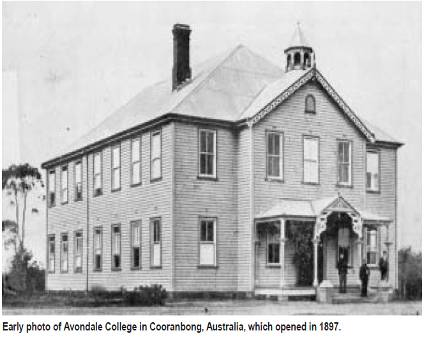 Early photo of Avondale College in Cooranbong, Australia, which opened in 1897.